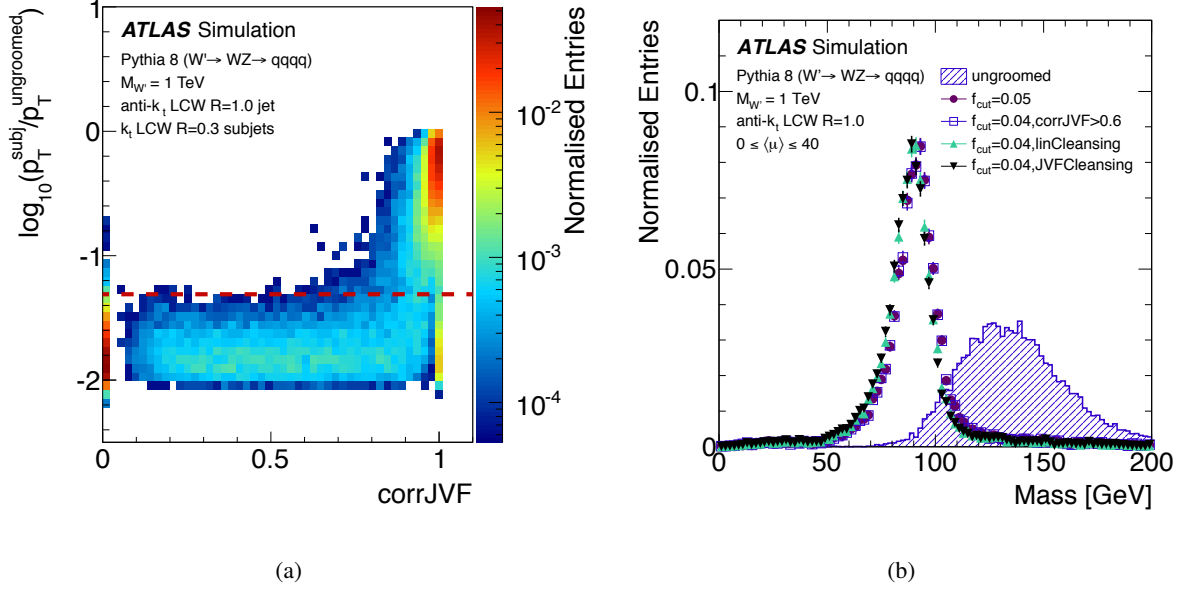 1
0
-1
-2
0
0.5
1
log10(pT^subj/pT^ungroomed)
corrJVF
ATLAS Simulation
Pythia 8 (W'→ WZ→ qqqq)
M_W' = 1 TeV
anti-k_t LCW R=1.0 jet
k_t LCW R=0.3 subjets
10^-2
10^-3
10^-4
Normalised Entries
(a)
Normalised Entries
0.1
0.05
0
ATLAS Simulation
Pythia 8 (W'→ WZ→ qqqq)
M_W' = 1 TeV
anti-k_t LCW R=1.0
0 ≤ ⟨μ⟩ ≤ 40
ungroomed
f_cut=0.05
f_cut=0.04,corrJVF>0.6
f_cut=0.04,linCleansing
f_cut=0.04,JVFCleansing
0
50
100
150
200
Mass [GeV]
(b)